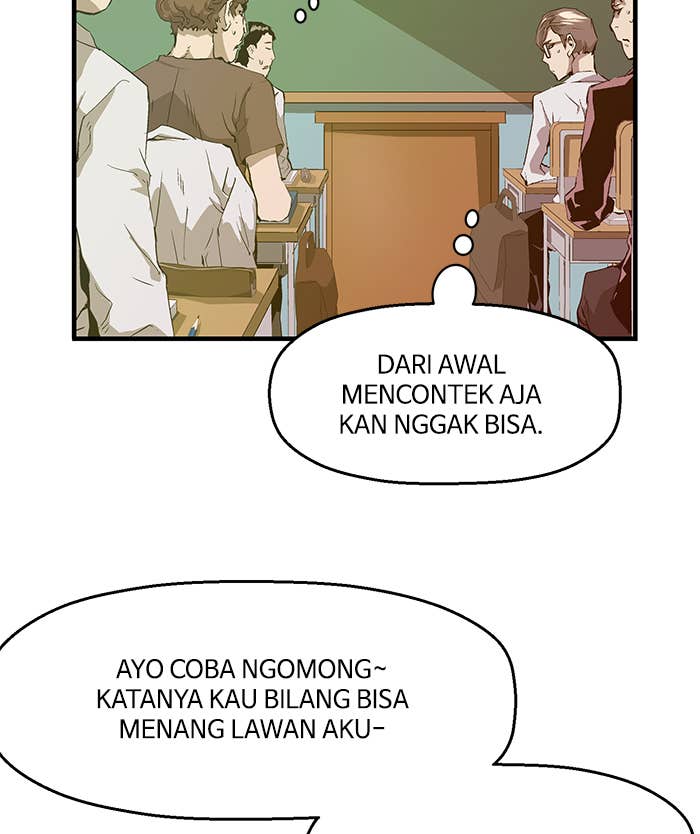 DARI AWAL
MENCONTEK AJA
KAN NGGAK BISA.
AYO COBA NGOMONG~
KATANYA KAU BILANG BISA
MENANG LAWAN AKU-